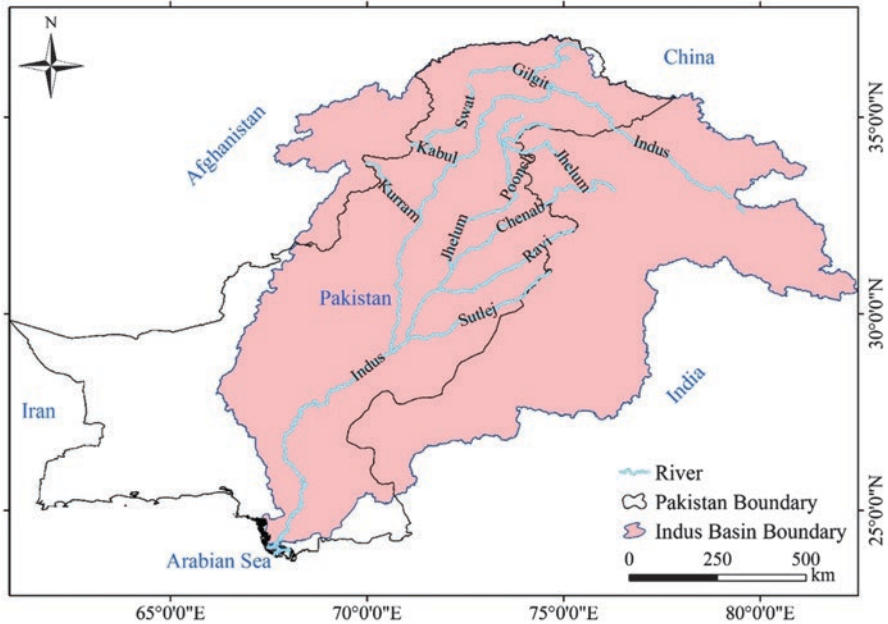 N
China
Gilgit
Afghanistan
Swat
Kabul
Indus
Kurram
Poonch
Jhelum
Jhelum
Chenab
Ravi
Pakistan
Sutlej
Indus
Iran
India
River
Pakistan Boundary
Indus Basin Boundary
0 250 500
km
Arabian Sea
35°0'0"N
30°0'0"N
25°0'0"N
65°0'0"E 70°0'0"E 75°0'0"E 80°0'0"E